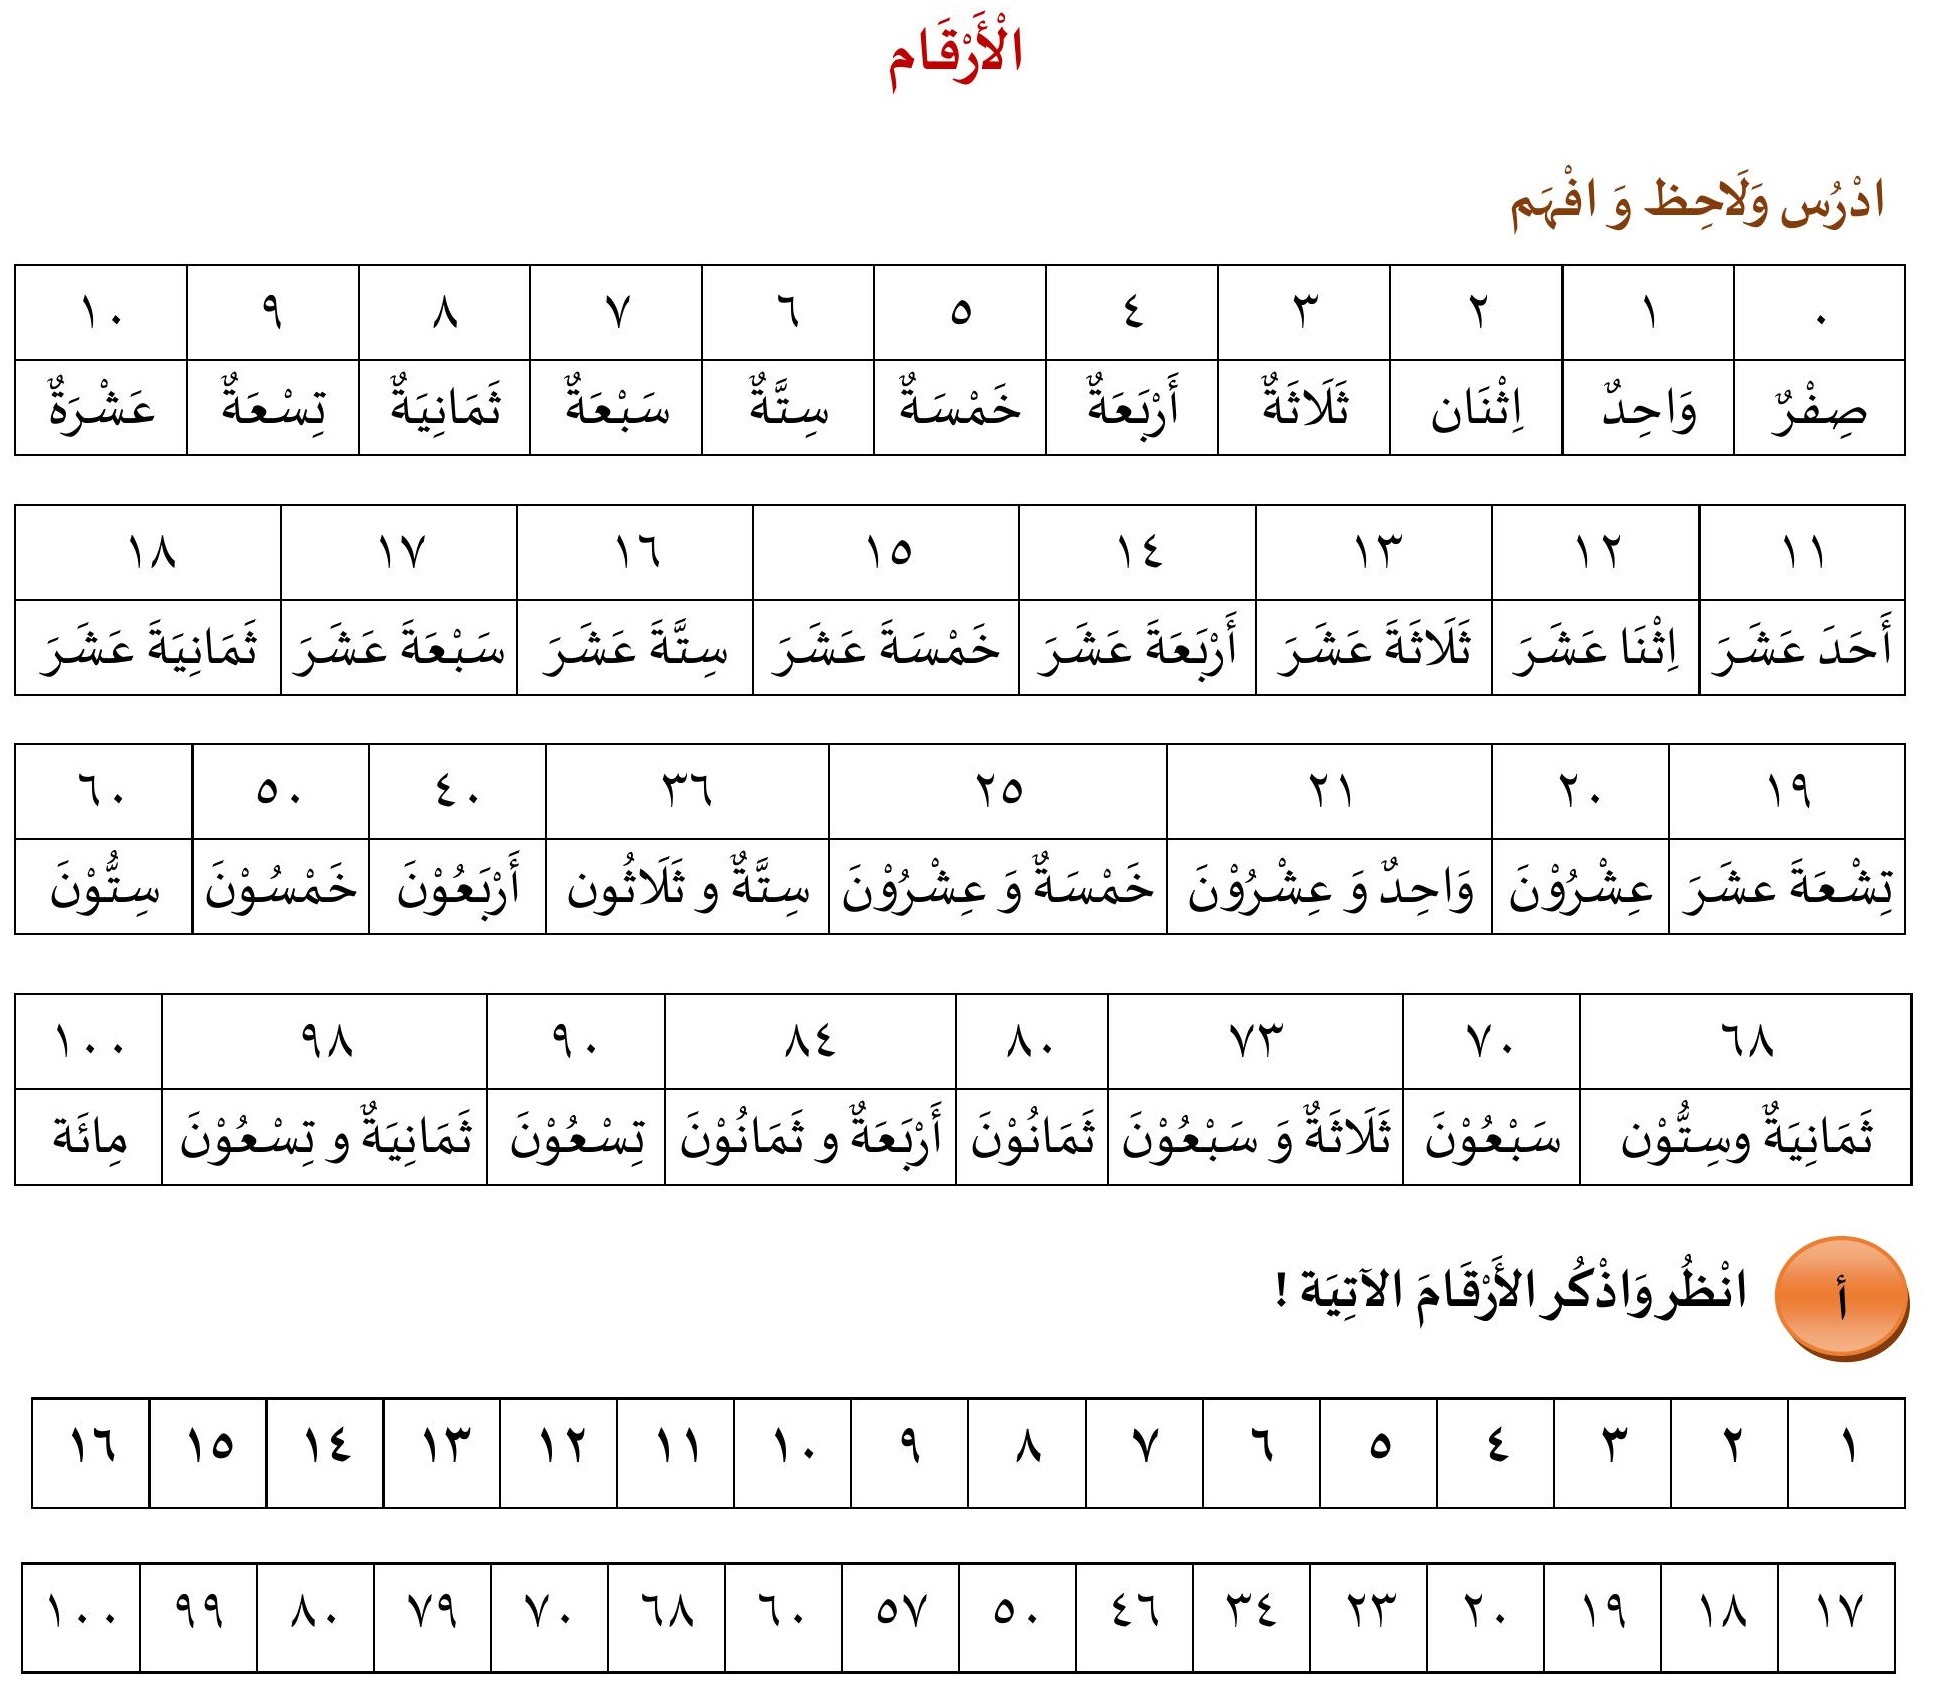 الْأَرْقَام
ادْرُس وَلَاحِظ وَ افْهَم
٠ ١ ٢ ٣ ٤ ٥ ٦ ٧ ٨ ٩ ١٠
صِفْرٌ وَاحِدٌ اِثْنَان ثَلَاثَةٌ أَرْبَعَةٌ خَمْسَةٌ سِتَّةٌ سَبْعَةٌ ثَمَانِيَةٌ تِسْعَةٌ عَشْرَةٌ
١١ ١٢ ١٣ ١٤ ١٥ ١٦ ١٧ ١٨
أَحَدَ عَشَرَ اِثْنَا عَشَرَ ثَلَاثَةَ عَشَرَ أَرْبَعَةَ عَشَرَ خَمْسَةَ عَشَرَ سِتَّةَ عَشَرَ سَبْعَةَ عَشَرَ ثَمَانِيَةَ عَشَرَ
١٩ ٢٠ ٢١ ٢٥ ٣٦ ٤٠ ٥٠ ٦٠
تِشْعَةَ عشَرَ عِشْرُوْنَ وَاحِدٌ وَ عِشْرُوْنَ خَمْسَةٌ وَ عِشْرُوْنَ سِتَّةٌ و ثَلَاثُون أَرْبَعُوْنَ خَمْسُوْنَ سِتُّوْنَ
٦٨ ٧٠ ٧٣ ٨٠ ٨٤ ٩٠ ٩٨ ١٠٠
ثَمَانِيَةٌ وسِتُّوْن سَبْعُوْنَ ثَلَاثَةٌ وَ سَبْعُوْنَ ثَمَانُوْنَ أَرْبَعَةٌ و ثَمَانُوْنَ تِسْعُوْنَ ثَمَانِيَةٌ و تِسْعُوْنَ مِائَة
أ انْظُر وَاذْكُر الأَرْقَامَ الآتِيَة !
١ ٢ ٣ ٤ ٥ ٦ ٧ ٨ ٩ ١٠ ١١ ١٢ ١٣ ١٤ ١٥ ١٦
١٧ ١٨ ١٩ ٢٠ ٢٣ ٣٤ ٤٦ ٥٠ ٥٧ ٦٠ ٦٨ ٧٠ ٧٩ ٨٠ ٩٩ ١٠٠